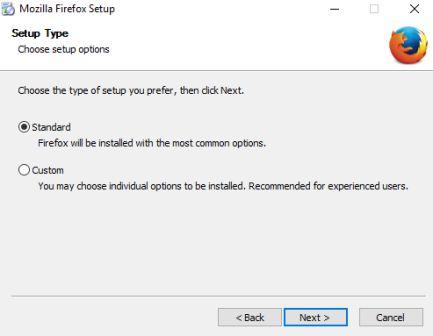 Mozilla Firefox Setup
Setup Type
Choose setup options
Choose the type of setup you prefer, then click Next.
Standard
Firefox will be installed with the most common options.
Custom
You may choose individual options to be installed. Recommended for experienced users.
< Back Next > Cancel